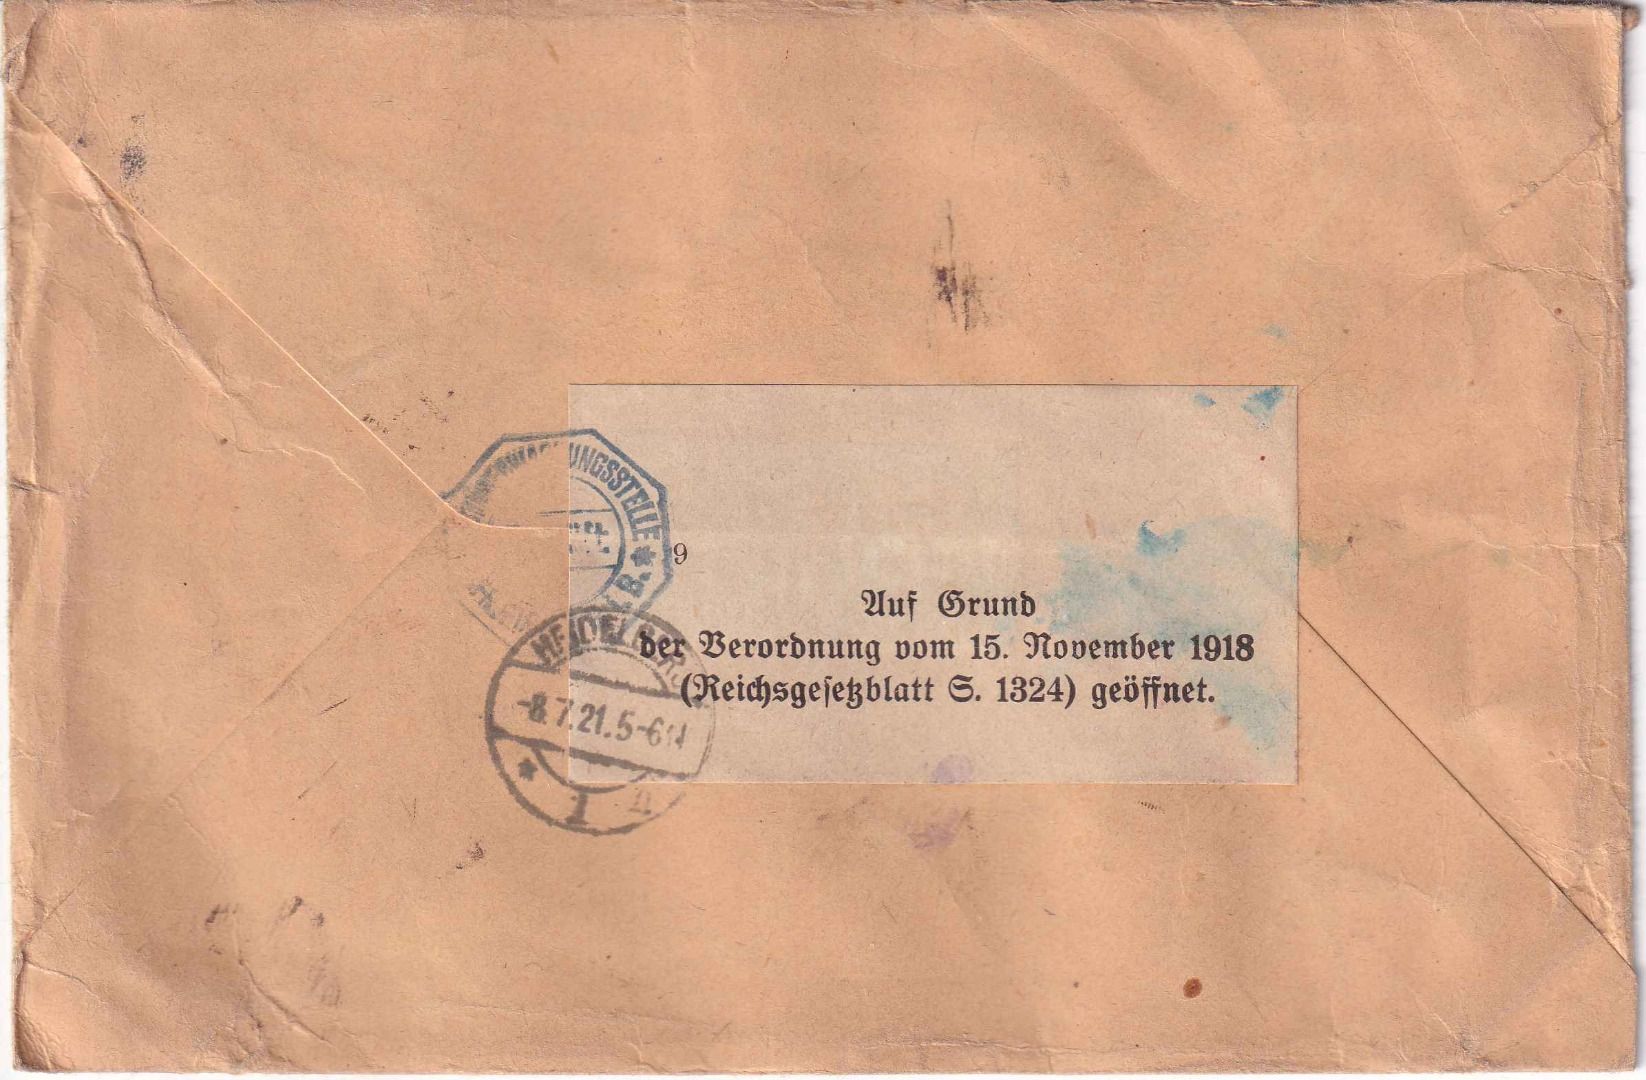 UNGSSTELLE
B.
9
Auf Grund
der Verordnung vom 15. November 1918
(Reichsgesetzblatt S. 1324) geöffnet.
HEIDELBERG
-8.7.21.5-6N
* 1 n